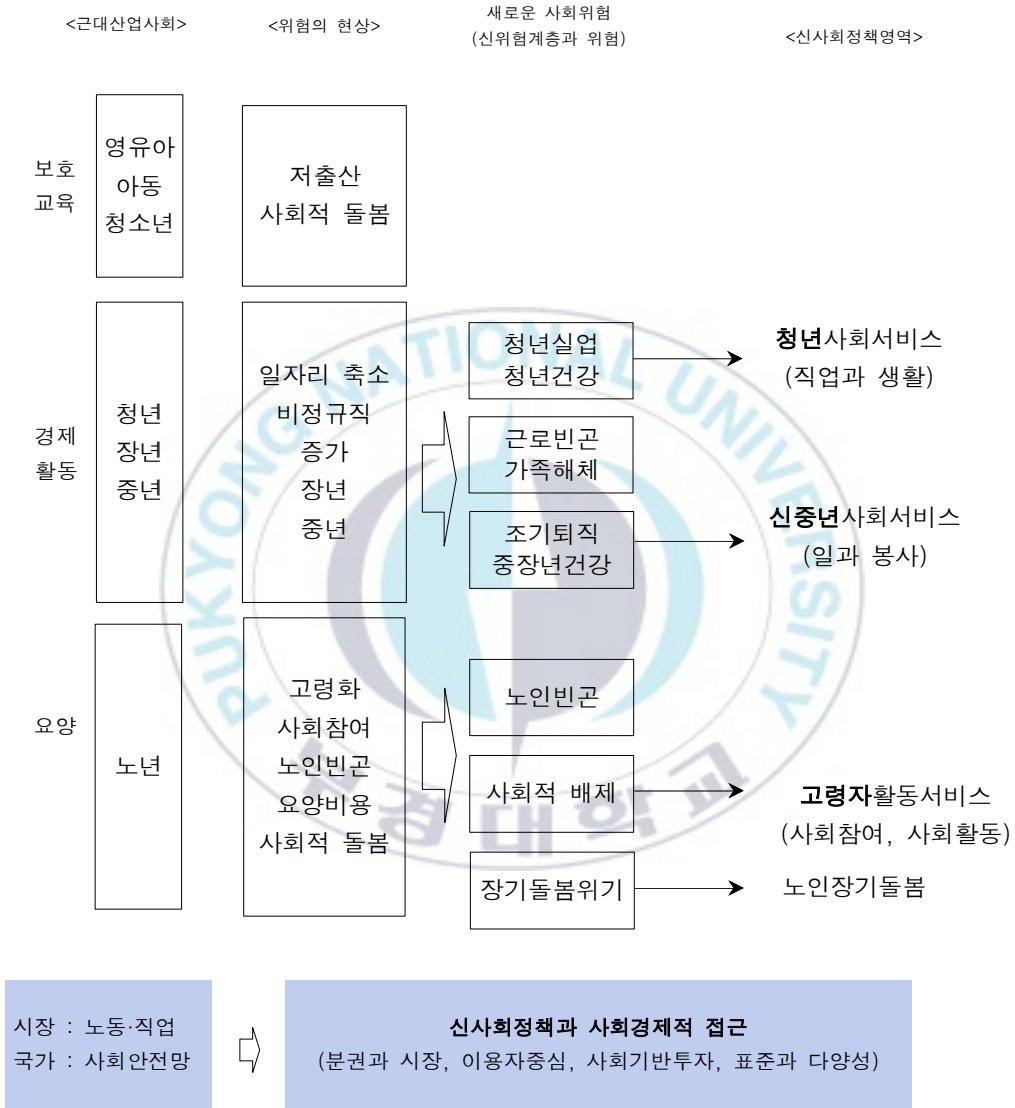 <근대산업사회>
<위험의 현상>
새로운 사회위험
(신위험계층과 위험)
<신사회정책영역>
보호
교육
영유아
아동
청소년
저출산
사회적 돌봄
경제
활동
청년
장년
중년
일자리 축소
비정규직
증가
장년
중년
청년실업
청년건강
청년사회서비스
(직업과 생활)
근로빈곤
가족해체
조기퇴직
중장년건강
신중년사회서비스
(일과 봉사)
요양
노년
고령화
사회참여
노인빈곤
요양비용
사회적 돌봄
노인빈곤
사회적 배제
고령자활동서비스
(사회참여, 사회활동)
장기돌봄위기
노인장기돌봄
시장 : 노동·직업
국가 : 사회안전망
신사회정책과 사회경제적 접근
(분권과 시장, 이용자중심, 사회기반투자, 표준과 다양성)
PUKYONG NATIONAL UNIVERSITY
부경대학교